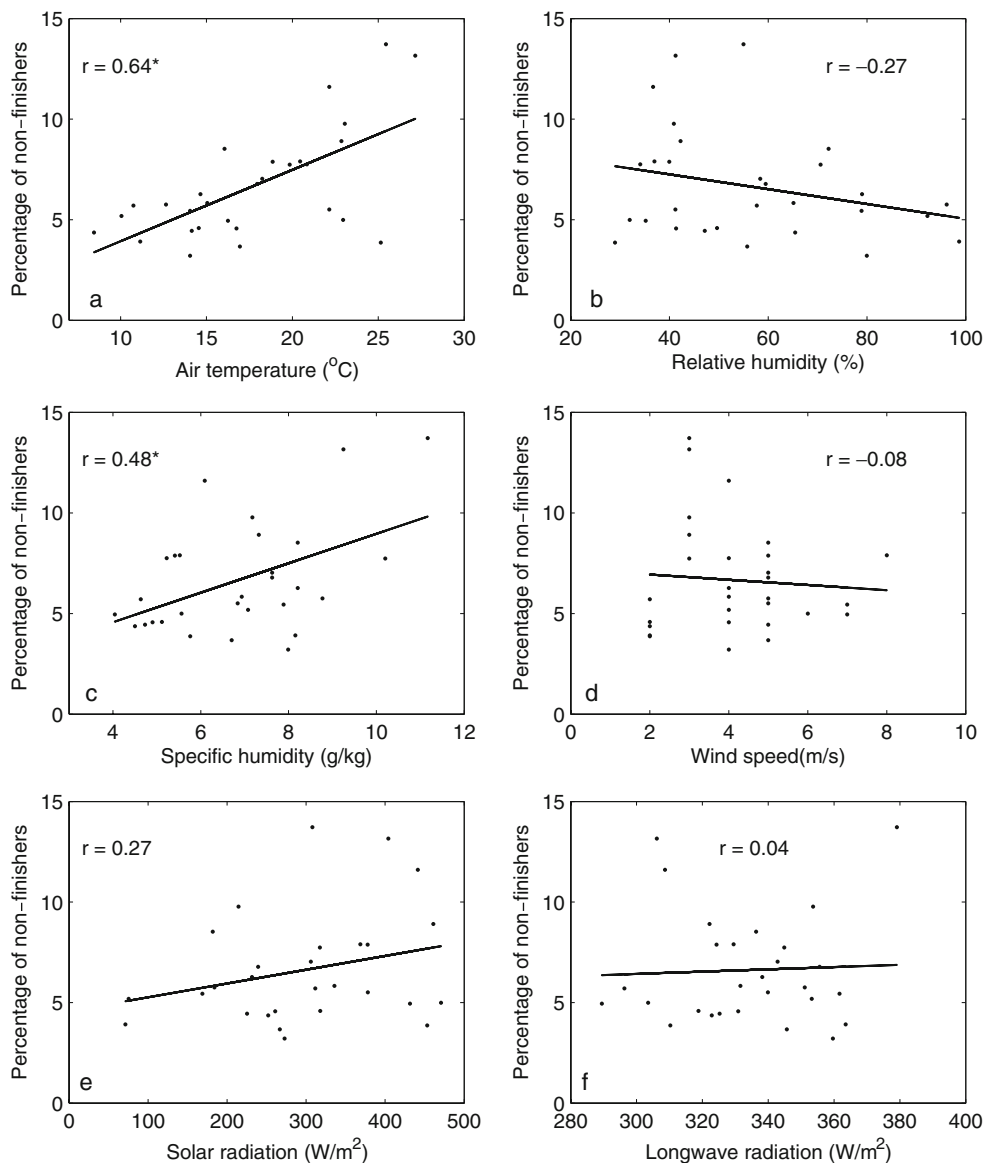 Percentage of non-finishers
15
10
5
0
r = 0.64*
a
10 15 20 25 30
Air temperature (°C)
Percentage of non-finishers
15
10
5
0
r = −0.27
b
20 40 60 80 100
Relative humidity (%)
Percentage of non-finishers
15
10
5
0
r = 0.48*
c
4 6 8 10 12
Specific humidity (g/kg)
Percentage of non-finishers
15
10
5
0
r = −0.08
d
0 2 4 6 8 10
Wind speed(m/s)
Percentage of non-finishers
15
10
5
0
r = 0.27
e
0 100 200 300 400 500
Solar radiation (W/m²)
Percentage of non-finishers
15
10
5
0
r = 0.04
f
280 300 320 340 360 380 400
Longwave radiation (W/m²)